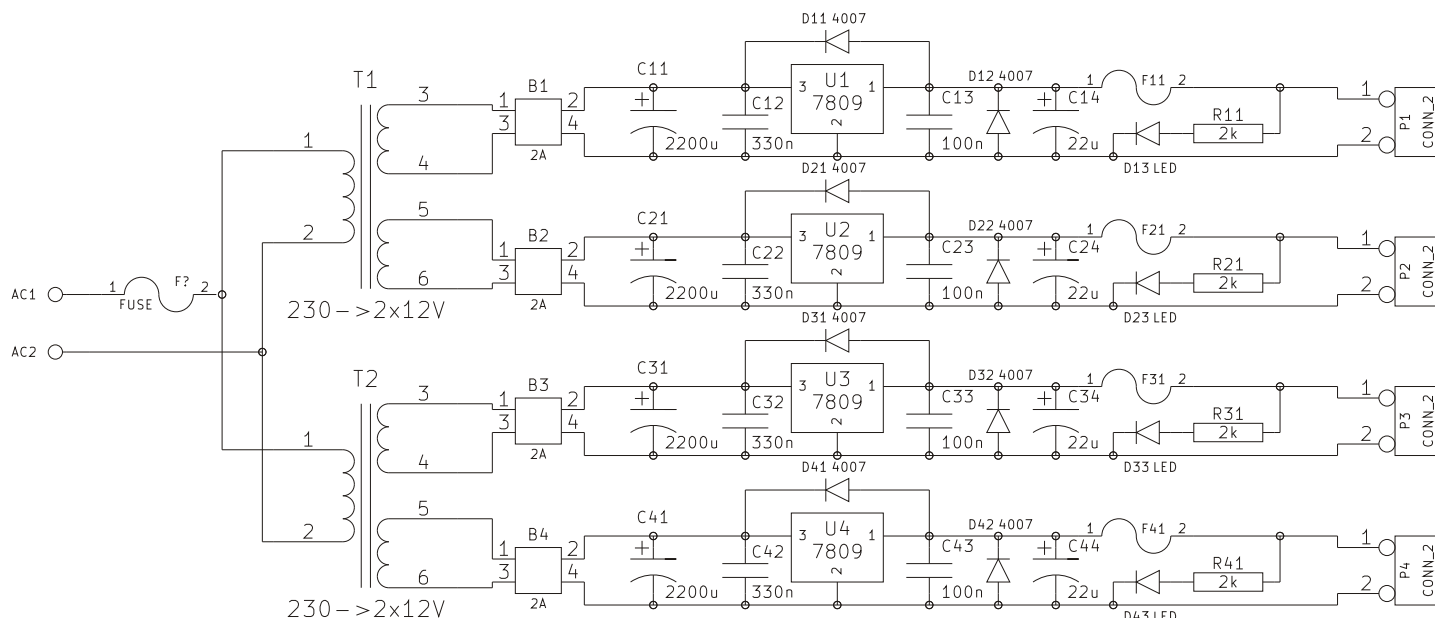 D11 4007
T1
3
4
5
6
1
2
230->2x12V
B1
1
3
2
4
2A
C11
2200u
C12
330n
U1
7809
3
1
2
C13
100n
D12 4007
C14
22u
1
F11
2
R11
2k
D13 LED
1
2
P1
CONN_2
D21 4007
B2
1
3
2
4
2A
C21
2200u
C22
330n
U2
7809
3
1
2
C23
100n
D22 4007
C24
22u
1
F21
2
R21
2k
D23 LED
1
2
P2
CONN_2
AC1
1
FUSE
F?
2
AC2
D31 4007
T2
3
4
5
6
1
2
230->2x12V
B3
1
3
2
4
2A
C31
2200u
C32
330n
U3
7809
3
1
2
C33
100n
D32 4007
C34
22u
1
F31
2
R31
2k
D33 LED
1
2
P3
CONN_2
D41 4007
B4
1
3
2
4
2A
C41
2200u
C42
330n
U4
7809
3
1
2
C43
100n
D42 4007
C44
22u
1
F41
2
R41
2k
D43 LED
1
2
P4
CONN_2